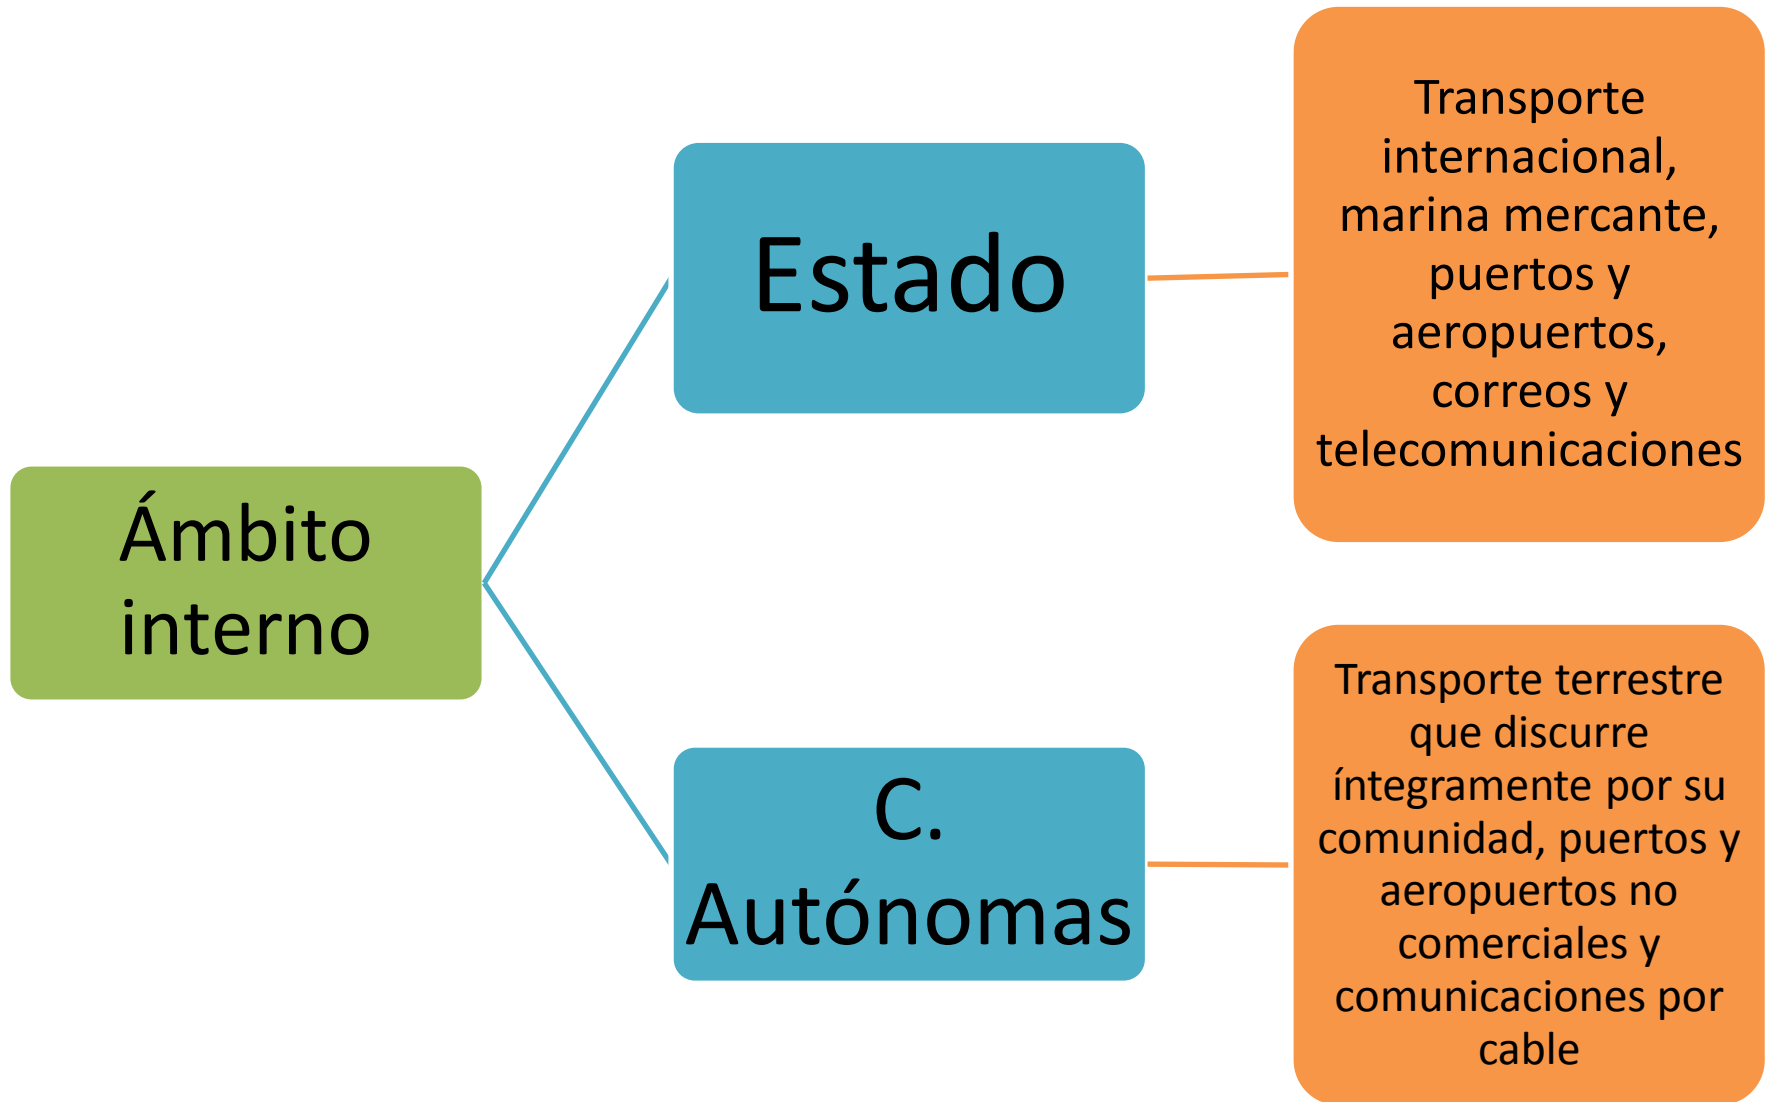 Ámbito
interno
Estado
Transporte
internacional,
marina mercante,
puertos y
aeropuertos,
correos y
telecomunicaciones
C.
Autónomas
Transporte terrestre
que discurre
íntegramente por su
comunidad, puertos y
aeropuertos no
comerciales y
comunicaciones por
cable